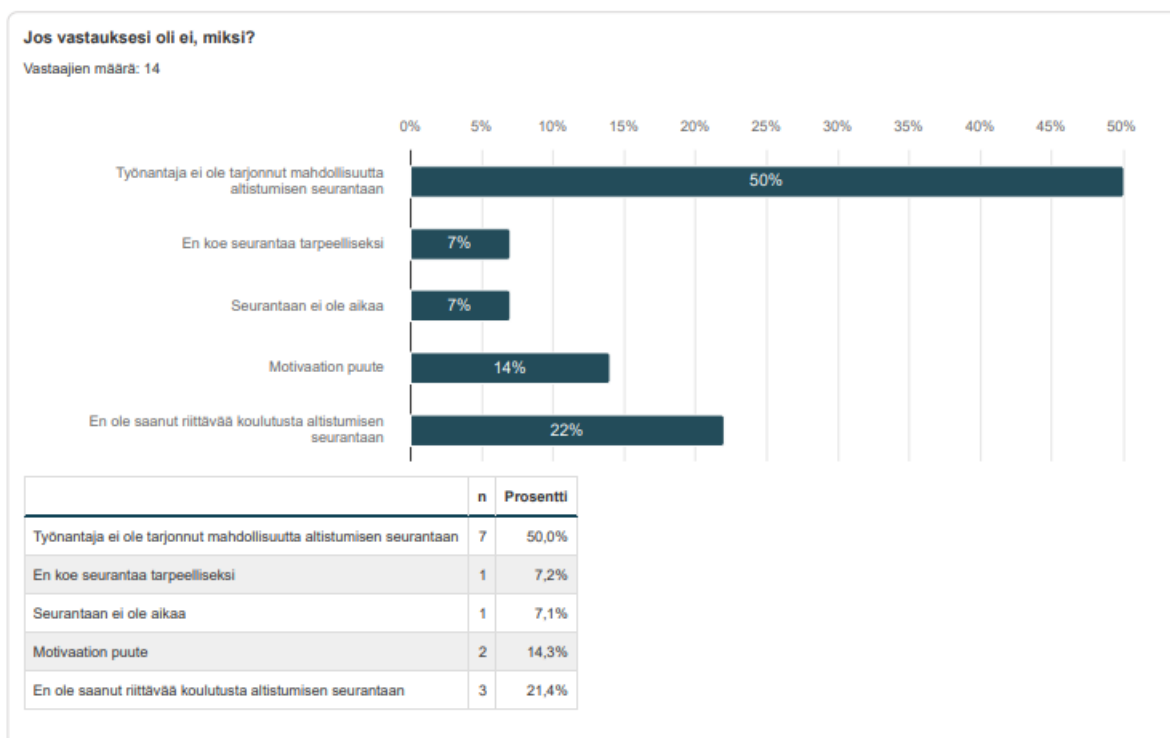 Jos vastauksesi oli ei, miksi?
Vastaajien määrä: 14
0% 5% 10% 15% 20% 25% 30% 35% 40% 45% 50%
Työnantaja ei ole tarjonnut mahdollisuutta
altistumisen seurantaan
50%
En koe seurantaa tarpeelliseksi
7%
Seurantaan ei ole aikaa
7%
Motivaation puute
14%
En ole saanut riittävää koulutusta altistumisen
seurantaan
22%
n Prosentti
Työnantaja ei ole tarjonnut mahdollisuutta altistumisen seurantaan 7 50,0%
En koe seurantaa tarpeelliseksi 1 7,2%
Seurantaan ei ole aikaa 1 7,1%
Motivaation puute 2 14,3%
En ole saanut riittävää koulutusta altistumisen seurantaan 3 21,4%